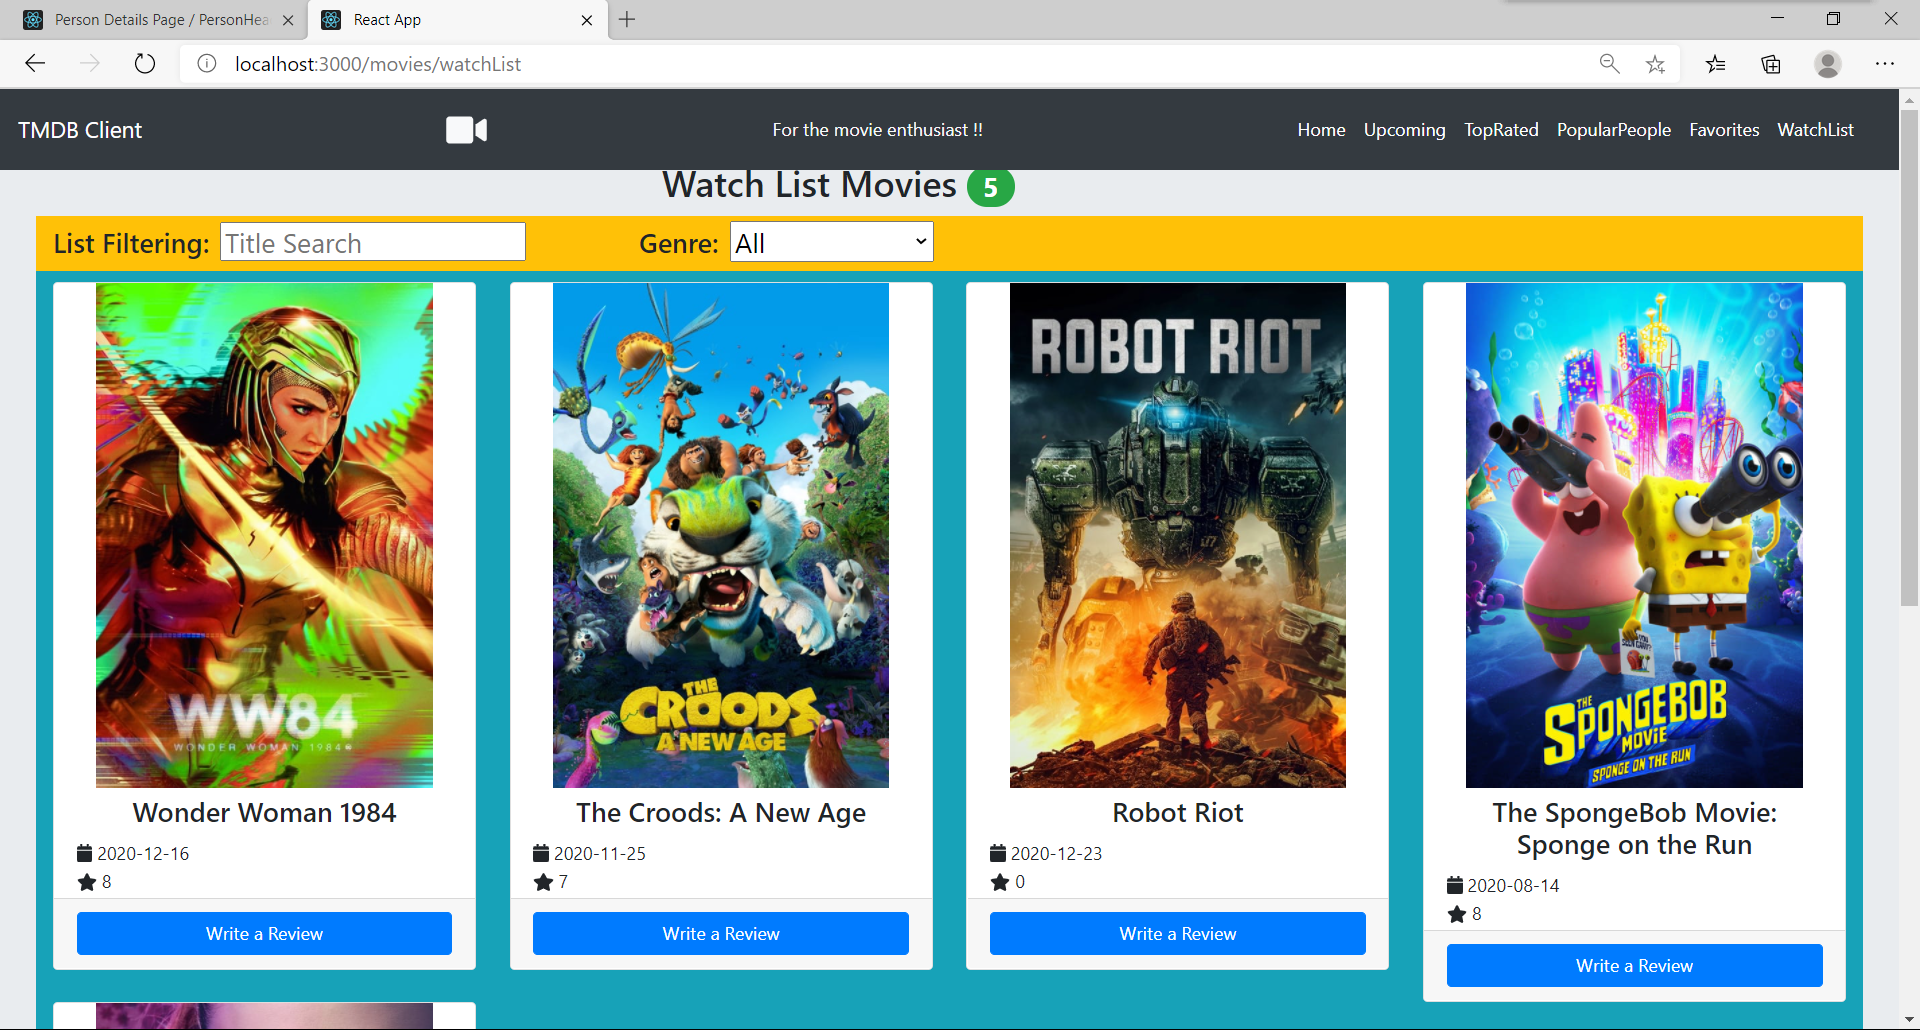 Person Details Page / PersonHea
React App
localhost:3000/movies/watchList
TMDB Client
For the movie enthusiast !!
Home Upcoming TopRated PopularPeople Favorites WatchList
Watch List Movies 5
List Filtering: Title Search Genre: All
WW84
WONDER WOMAN 1984
THE
CROODS
A NEW AGE
ROBOT RIOT
THE
SPONGEBOB
MOVIE
SPONGE ON THE RUN
Wonder Woman 1984
2020-12-16
8
Write a Review
The Croods: A New Age
2020-11-25
7
Write a Review
Robot Riot
2020-12-23
0
Write a Review
The SpongeBob Movie:
Sponge on the Run
2020-08-14
8
Write a Review